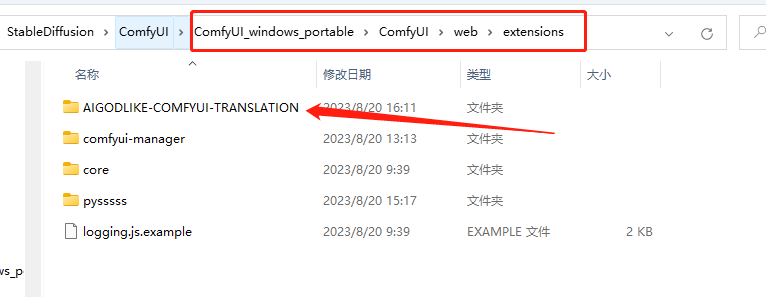 StableDiffusion > ComfyUI > ComfyUI_windows_portable > ComfyUI > web > extensions
名称 修改日期 类型 大小
AIGODLIKE-COMFYUI-TRANSLATION 2023/8/20 16:11 文件夹
comfyui-manager 2023/8/20 13:13 文件夹
core 2023/8/20 9:39 文件夹
pysssss 2023/8/20 15:17 文件夹
logging.js.example 2023/8/20 9:39 EXAMPLE 文件 2 KB